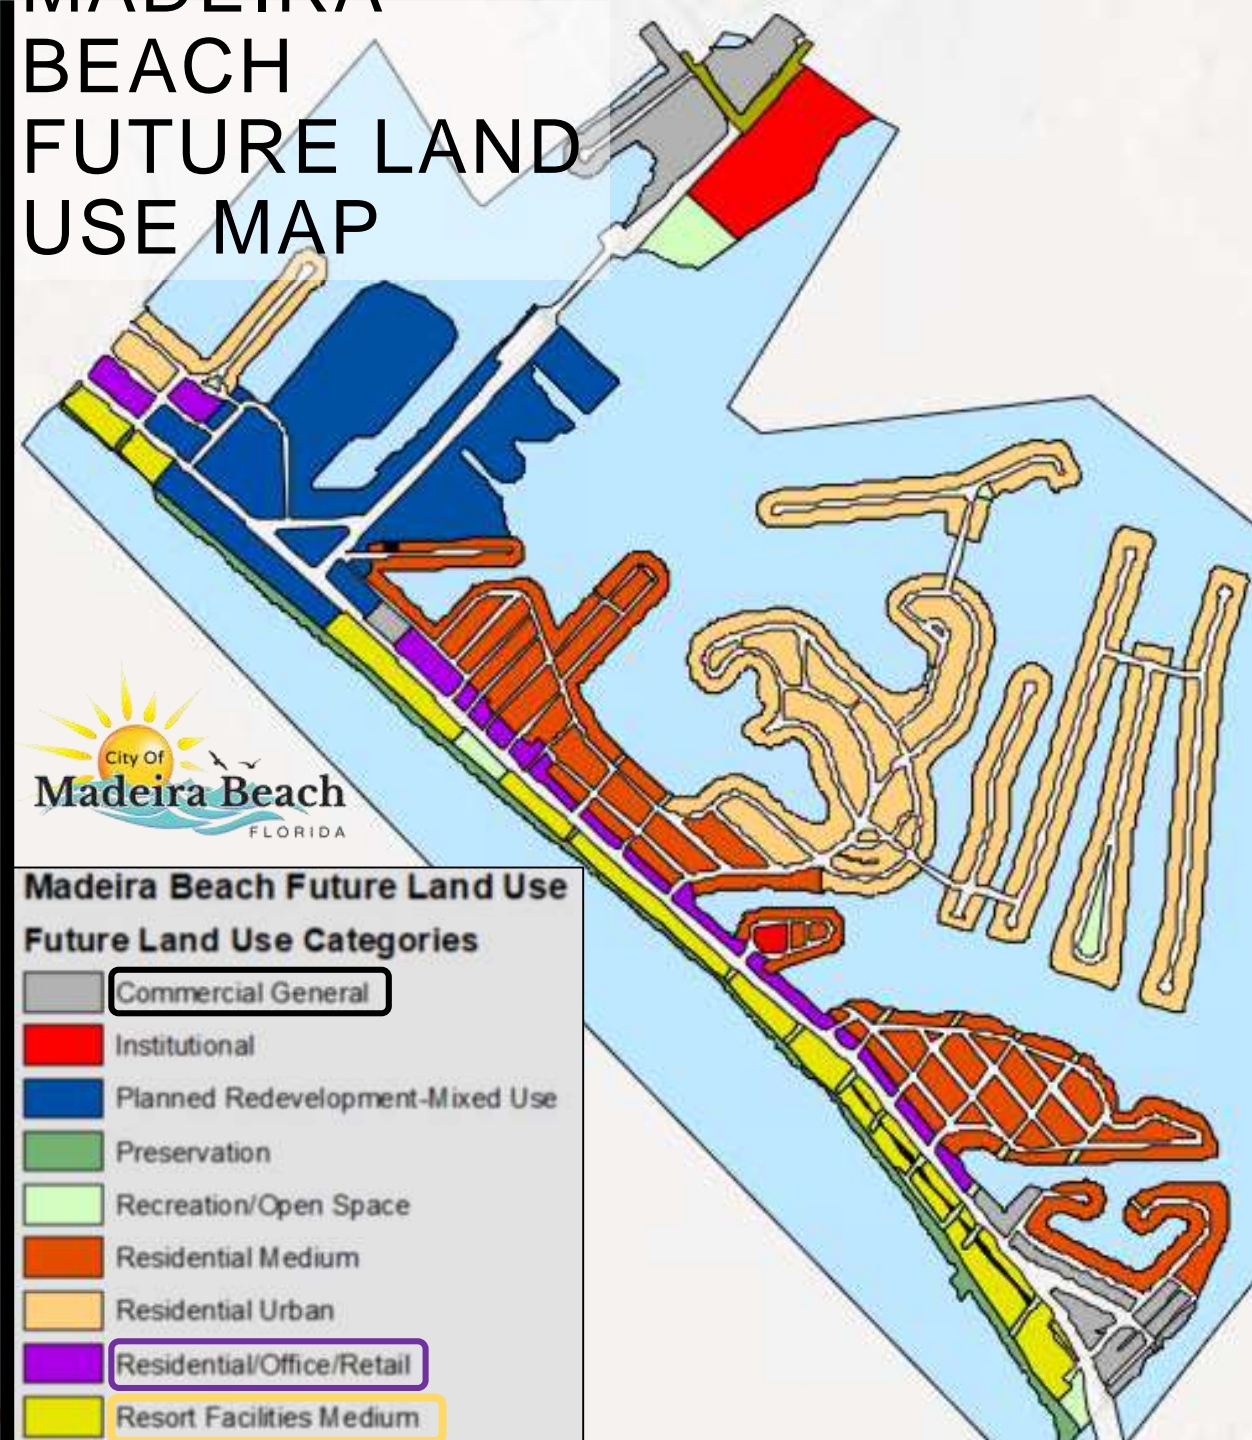 MADEIRA
BEACH
FUTURE LAND
USE MAP
City Of
Madeira Beach
FLORIDA
Madeira Beach Future Land Use
Future Land Use Categories
Commercial General
Institutional
Planned Redevelopment-Mixed Use
Preservation
Recreation/Open Space
Residential Medium
Residential Urban
Residential/Office/Retail
Resort Facilities Medium